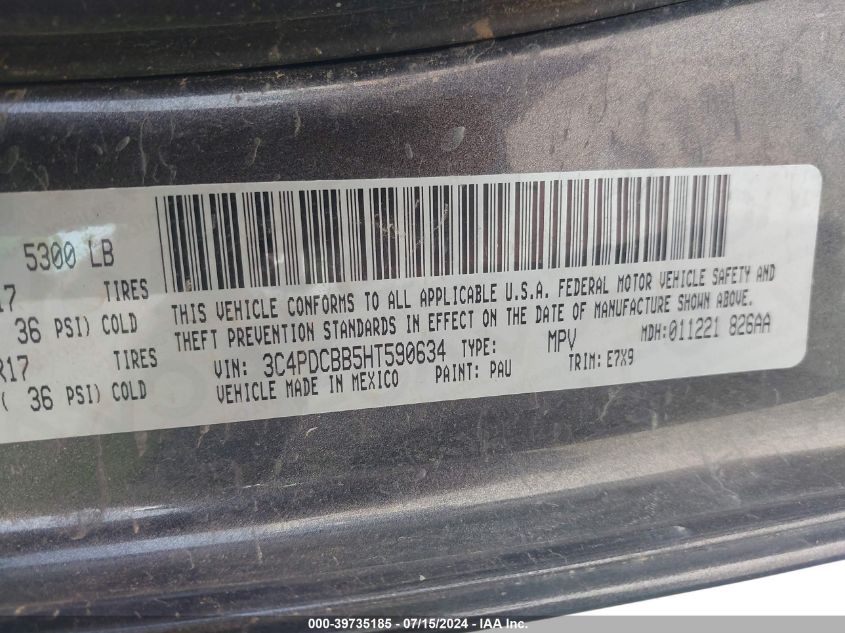 5300 LB
17 TIRES
36 PSI) COLD
R17 TIRES
( 36 PSI) COLD
THIS VEHICLE CONFORMS TO ALL APPLICABLE U.S.A. FEDERAL MOTOR VEHICLE SAFETY AND
THEFT PREVENTION STANDARDS IN EFFECT ON THE DATE OF MANUFACTURE SHOWN ABOVE.
VIN: 3C4PDCBB5HT590634 TYPE: MPV MDH:011221 826AA
VEHICLE MADE IN MEXICO PAINT: PAU TRIM: E7X9
000-39735185 - 07/15/2024 - IAA Inc.